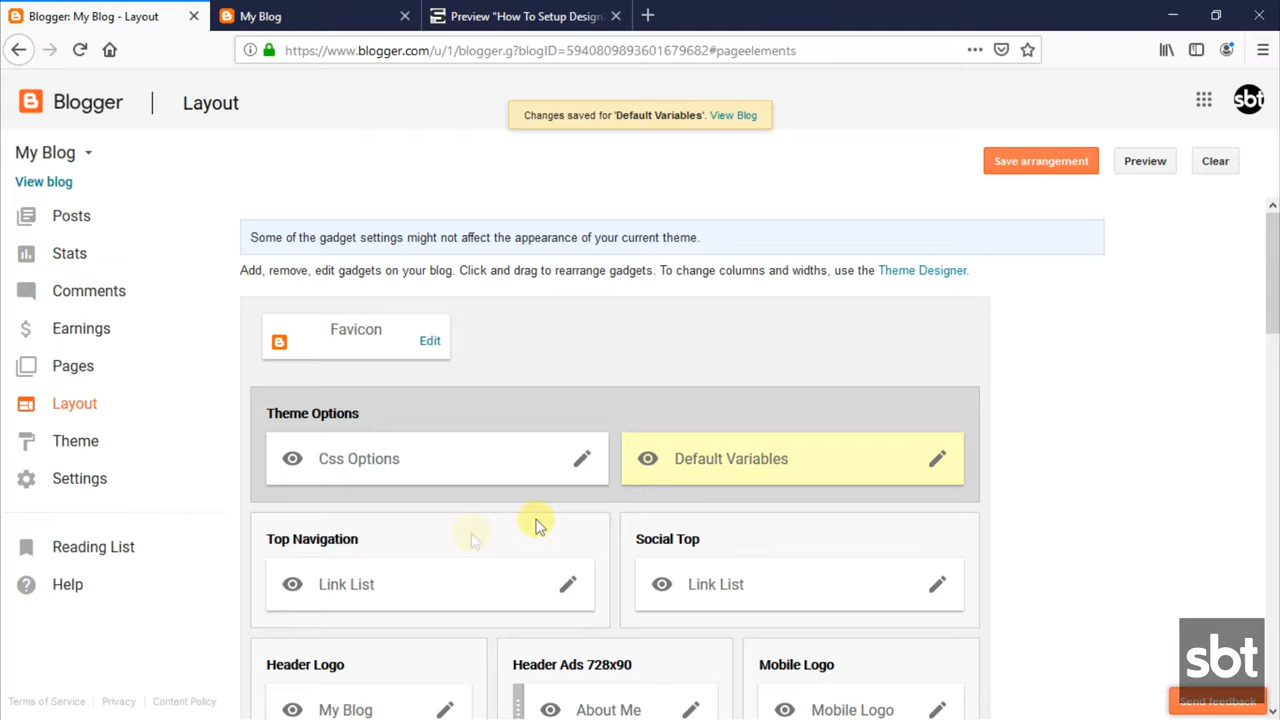 Blogger: My Blog - Layout
My Blog
Preview "How To Setup Design
https://www.blogger.com/u/1/blogger.g?blogID=5940809893601679682#pageelements
Blogger
Layout
sbt
Changes saved for 'Default Variables'. View Blog
My Blog
Save arrangement
Preview
Clear
View blog
Posts
Stats
Comments
Earnings
Pages
Layout
Theme
Settings
Reading List
Help
Some of the gadget settings might not affect the appearance of your current theme.
Add, remove, edit gadgets on your blog. Click and drag to rearrange gadgets. To change columns and widths, use the Theme Designer.
Favicon
Edit
Theme Options
Css Options
Default Variables
Top Navigation
Link List
Social Top
Link List
Header Logo
My Blog
Header Ads 728x90
About Me
Mobile Logo
Mobile Logo
sbt
Send feedback
Terms of Service
Privacy
Content Policy